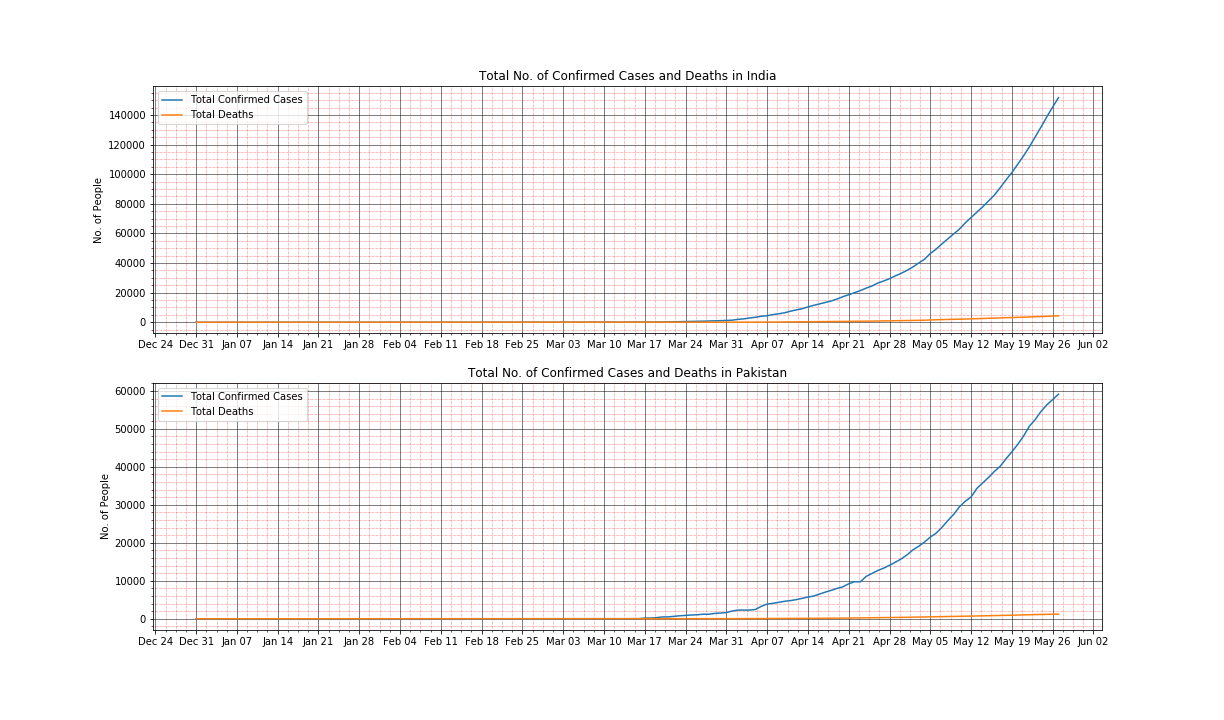 Total No. of Confirmed Cases and Deaths in India
Total Confirmed Cases
Total Deaths
No. of People
140000
120000
100000
80000
60000
40000
20000
0
Dec 24 Dec 31 Jan 07 Jan 14 Jan 21 Jan 28 Feb 04 Feb 11 Feb 18 Feb 25 Mar 03 Mar 10 Mar 17 Mar 24 Mar 31 Apr 07 Apr 14 Apr 21 Apr 28 May 05 May 12 May 19 May 26 Jun 02
Total No. of Confirmed Cases and Deaths in Pakistan
Total Confirmed Cases
Total Deaths
No. of People
60000
50000
40000
30000
20000
10000
0
Dec 24 Dec 31 Jan 07 Jan 14 Jan 21 Jan 28 Feb 04 Feb 11 Feb 18 Feb 25 Mar 03 Mar 10 Mar 17 Mar 24 Mar 31 Apr 07 Apr 14 Apr 21 Apr 28 May 05 May 12 May 19 May 26 Jun 02